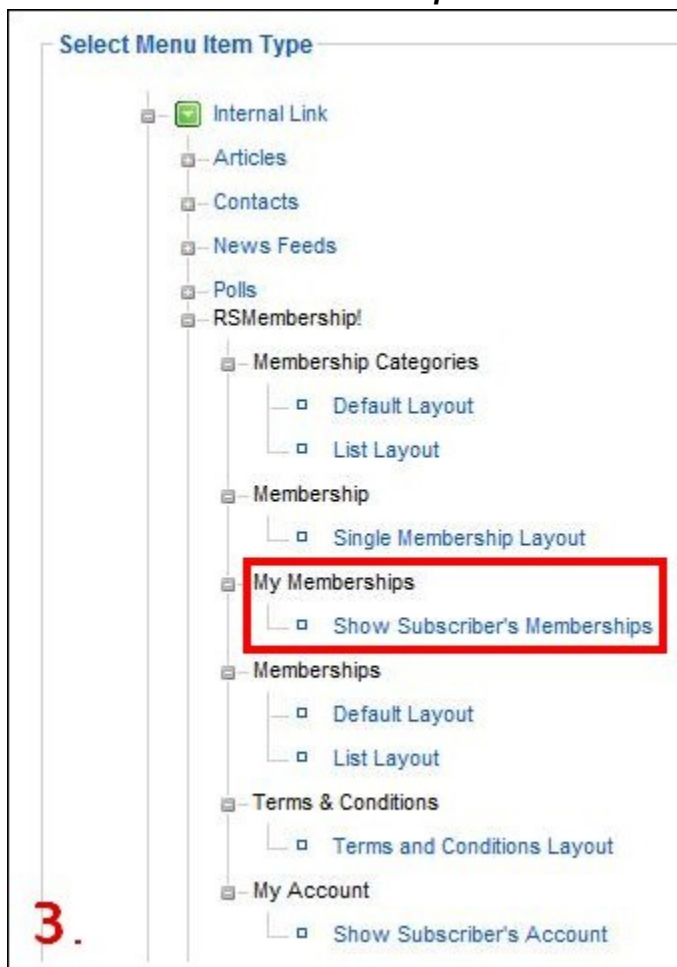 Select Menu Item Type
Internal Link
Articles
Contacts
News Feeds
Polls
RSMembership!
Membership Categories
Default Layout
List Layout
Membership
Single Membership Layout
My Memberships
Show Subscriber's Memberships
Memberships
Default Layout
List Layout
Terms & Conditions
Terms and Conditions Layout
My Account
Show Subscriber's Account
3.